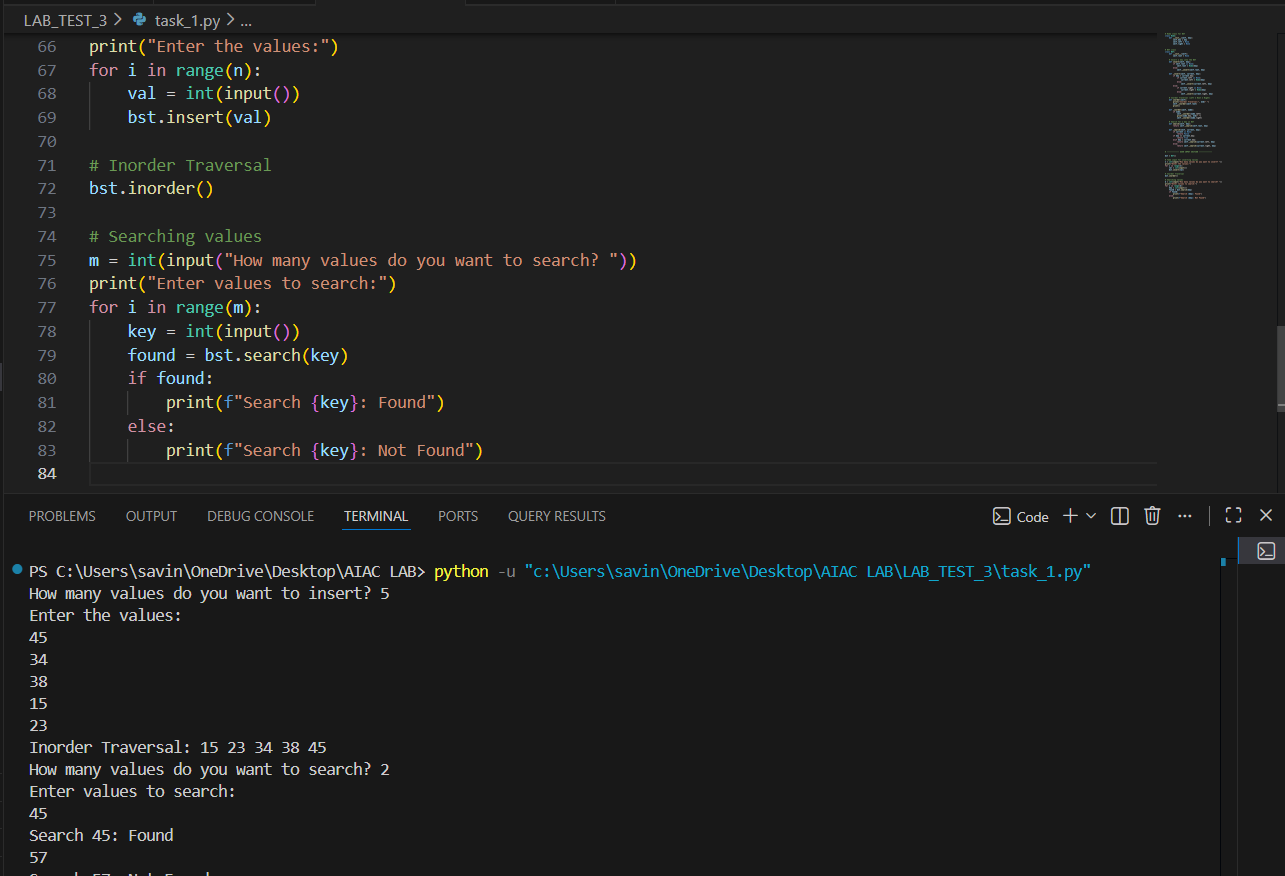 LAB_TEST_3 > task_1.py > ...
66 print("Enter the values:")
67 for i in range(n):
68     val = int(input())
69     bst.insert(val)
70
71 # Inorder Traversal
72 bst.inorder()
73
74 # Searching values
75 m = int(input("How many values do you want to search? "))
76 print("Enter values to search:")
77 for i in range(m):
78     key = int(input())
79     found = bst.search(key)
80     if found:
81         print(f"Search {key}: Found")
82     else:
83         print(f"Search {key}: Not Found")
84
PROBLEMS OUTPUT DEBUG CONSOLE TERMINAL PORTS QUERY RESULTS Code
PS C:\Users\savin\OneDrive\Desktop\AIAC LAB> python -u "c:\Users\savin\OneDrive\Desktop\AIAC LAB\LAB_TEST_3\task_1.py"
How many values do you want to insert? 5
Enter the values:
45
34
38
15
23
Inorder Traversal: 15 23 34 38 45
How many values do you want to search? 2
Enter values to search:
45
Search 45: Found
57